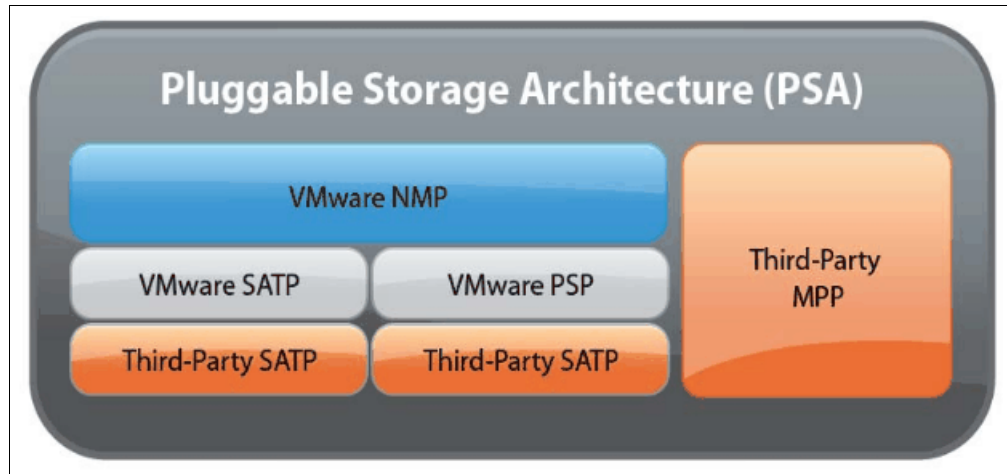 Pluggable Storage Architecture (PSA)
VMware NMP
VMware SATP
VMware PSP
Third-Party SATP
Third-Party SATP
Third-Party
MPP